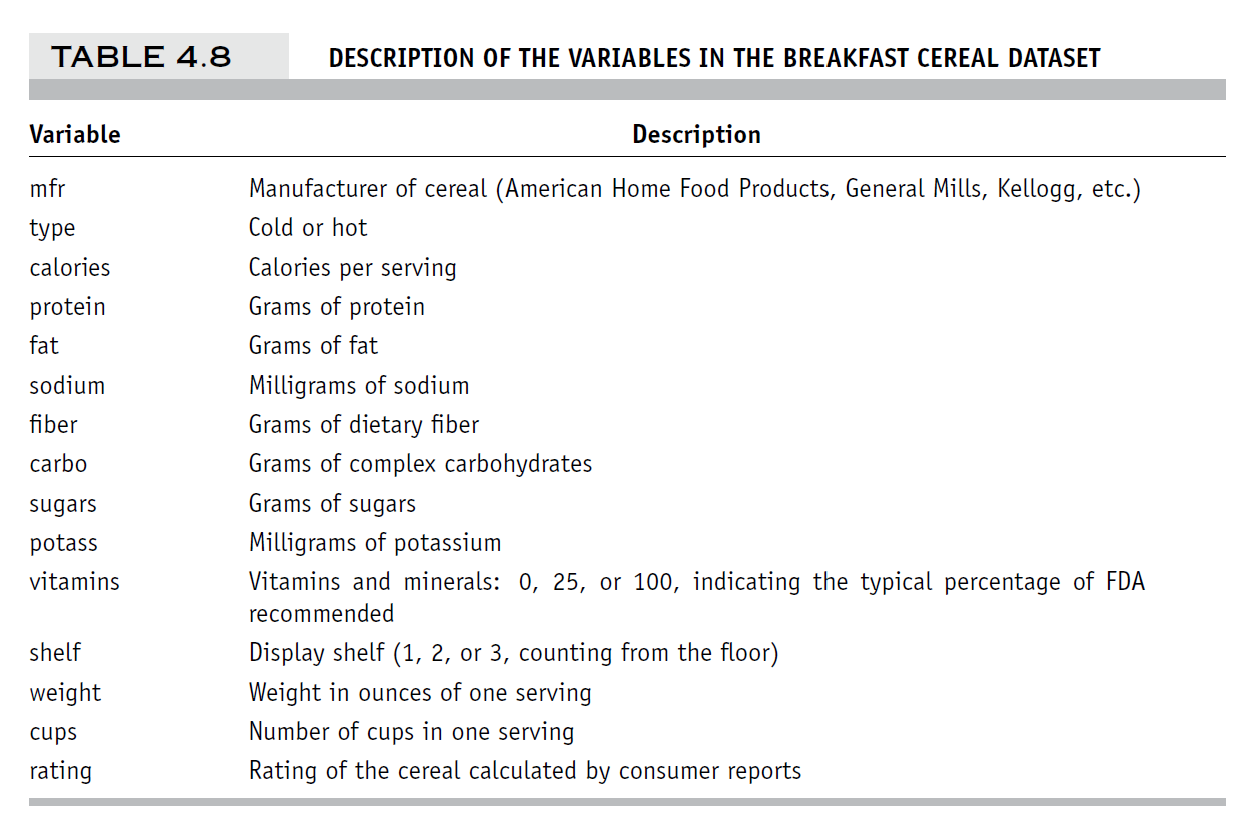 TABLE 4.8 DESCRIPTION OF THE VARIABLES IN THE BREAKFAST CEREAL DATASET
Variable Description
mfr Manufacturer of cereal (American Home Food Products, General Mills, Kellogg, etc.)
type Cold or hot
calories Calories per serving
protein Grams of protein
fat Grams of fat
sodium Milligrams of sodium
fiber Grams of dietary fiber
carbo Grams of complex carbohydrates
sugars Grams of sugars
potass Milligrams of potassium
vitamins Vitamins and minerals: 0, 25, or 100, indicating the typical percentage of FDA
recommended
shelf Display shelf (1, 2, or 3, counting from the floor)
weight Weight in ounces of one serving
cups Number of cups in one serving
rating Rating of the cereal calculated by consumer reports